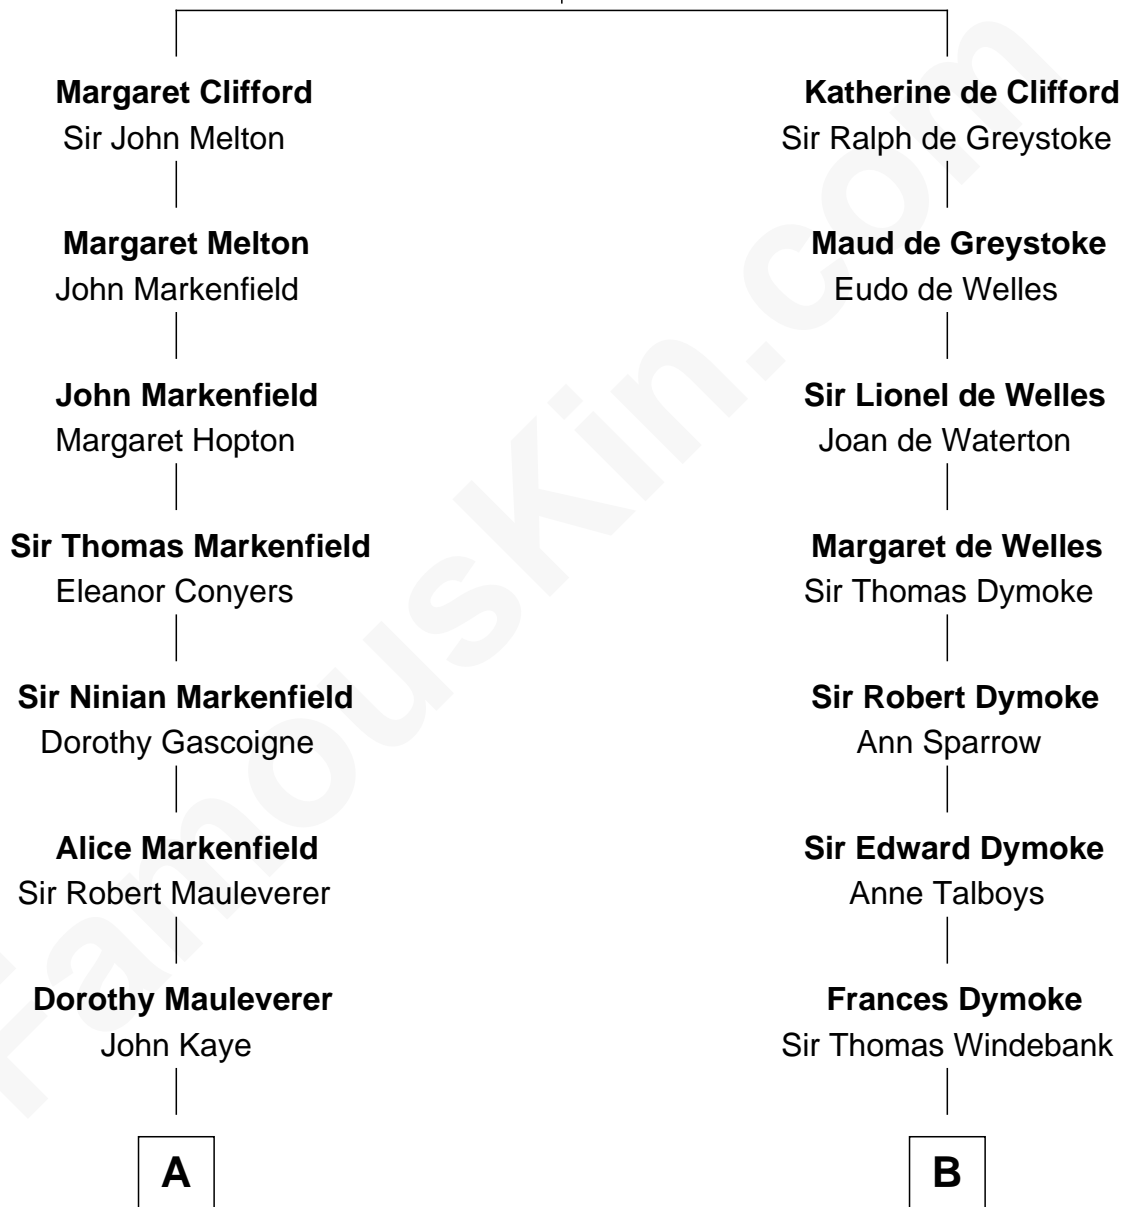 Margaret Clifford
Sir John Melton
Margaret Melton
John Markenfield
John Markenfield
Margaret Hopton
Sir Thomas Markenfield
Eleanor Conyers
Sir Ninian Markenfield
Dorothy Gascoigne
Alice Markenfield
Sir Robert Mauleverer
Dorothy Mauleverer
John Kaye
A
Katherine de Clifford
Sir Ralph de Greystoke
Maud de Greystoke
Eudo de Welles
Sir Lionel de Welles
Joan de Waterton
Margaret de Welles
Sir Thomas Dymoke
Sir Robert Dymoke
Ann Sparrow
Sir Edward Dymoke
Anne Talboys
Frances Dymoke
Sir Thomas Windebank
B
FamousKin.com